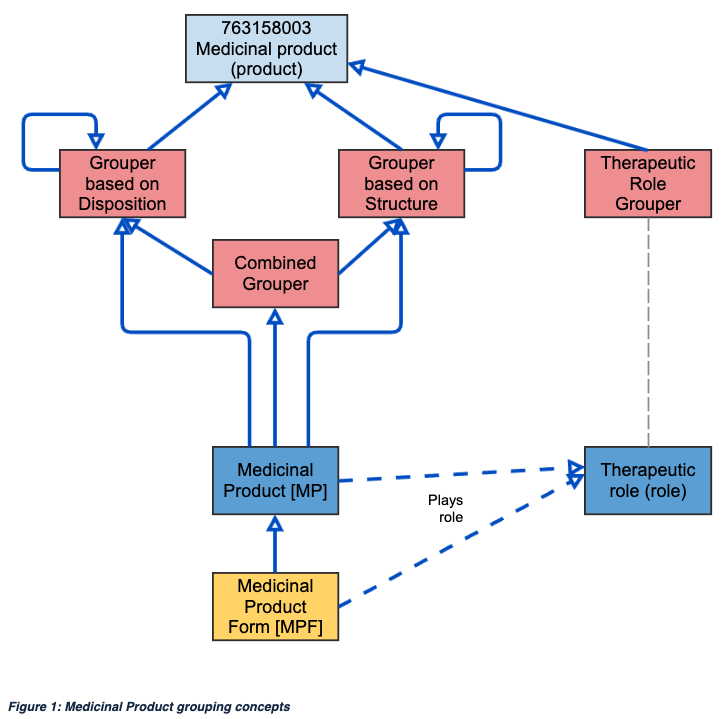 763158003
Medicinal product
(product)
Grouper
based on
Disposition
Grouper
based on
Structure
Therapeutic
Role
Grouper
Combined
Grouper
Medicinal
Product [MP]
Therapeutic
role (role)
Plays
role
Medicinal
Product
Form [MPF]
Figure 1: Medicinal Product grouping concepts